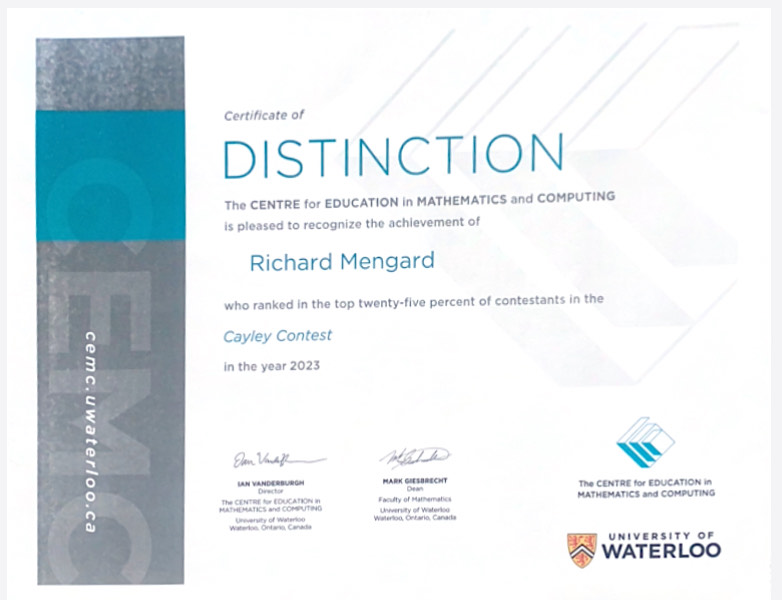 Certificate of
DISTINCTION
The CENTRE for EDUCATION in MATHEMATICS and COMPUTING
is pleased to recognize the achievement of
Richard Mengard
who ranked in the top twenty-five percent of contestants in the
Cayley Contest
in the year 2023
CEMC
cemc.uwaterloo.ca
IAN VANDERBURGH
Director
The CENTRE for EDUCATION in
MATHEMATICS and COMPUTING
University of Waterloo
Waterloo, Ontario, Canada
MARK GIESBRECHT
Dean
Faculty of Mathematics
University of Waterloo
Waterloo, Ontario, Canada
The CENTRE for EDUCATION in
MATHEMATICS and COMPUTING
UNIVERSITY OF
WATERLOO